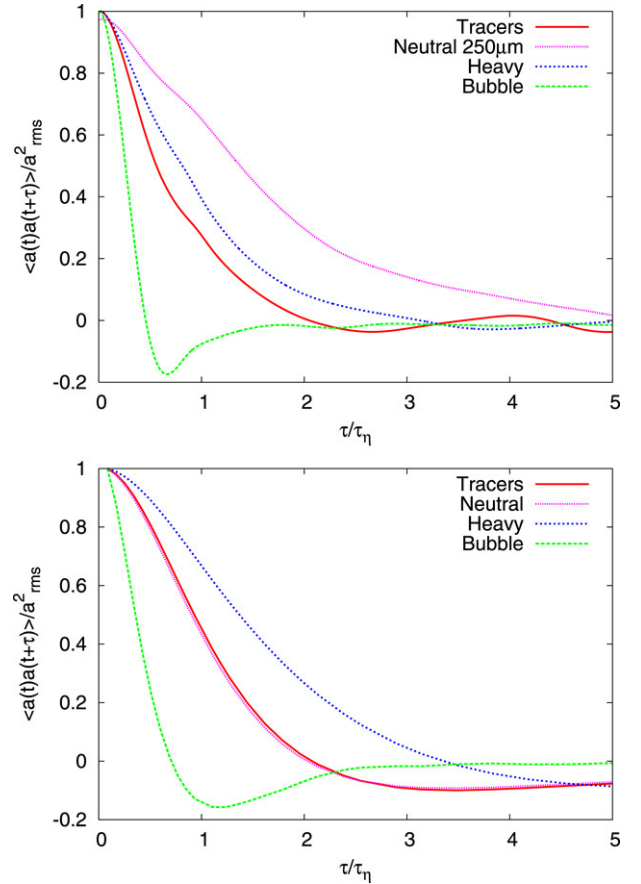 Tracers
Neutral 250μm
Heavy
Bubble
1
0.8
0.6
0.4
0.2
0
-0.2
<a(t)a(t+τ)>/a²rms
0 1 2 3 4 5
τ/τη
Tracers
Neutral
Heavy
Bubble
1
0.8
0.6
0.4
0.2
0
-0.2
<a(t)a(t+τ)>/a²rms
0 1 2 3 4 5
τ/τη